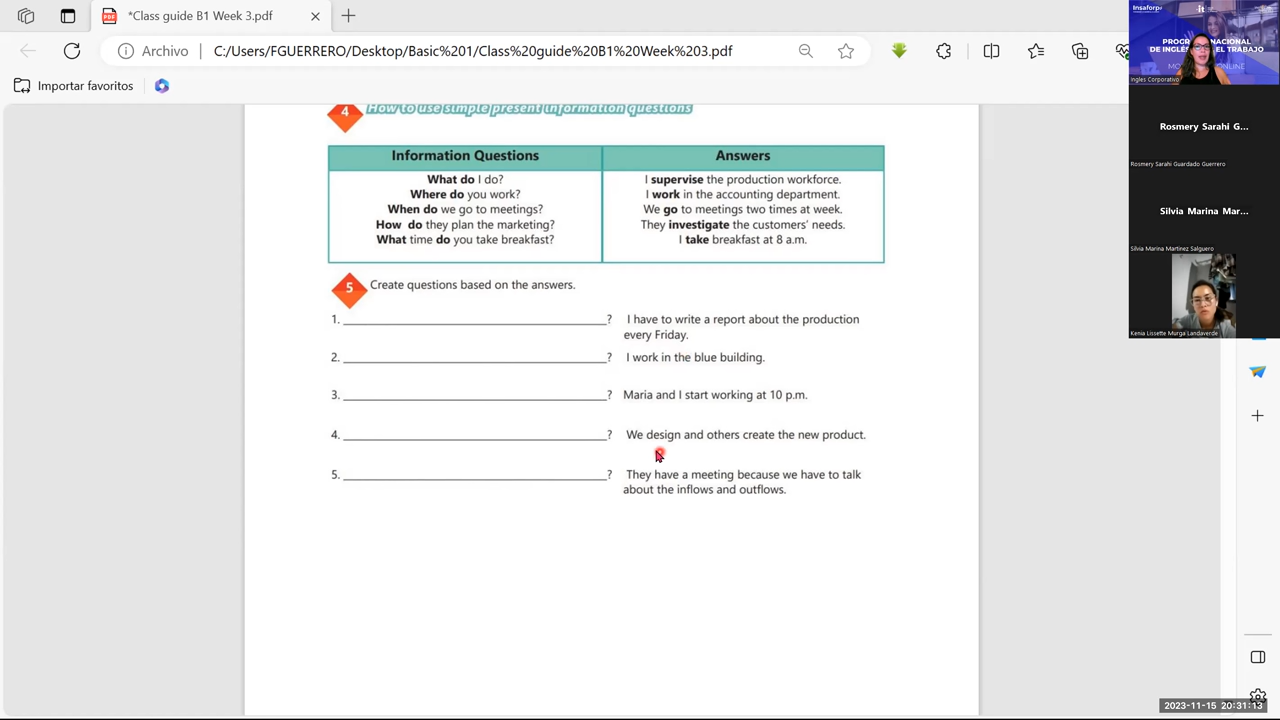 *Class guide B1 Week 3.pdf
Archivo
C:/Users/FGUERRERO/Desktop/Basic%201/Class%20guide%20B1%20Week%203.pdf
Importar favoritos
4 How to use simple present information questions
Information Questions
Answers
What do I do?
I supervise the production workforce.
Where do you work?
I work in the accounting department.
When do we go to meetings?
We go to meetings two times at week.
How do they plan the marketing?
They investigate the customers' needs.
What time do you take breakfast?
I take breakfast at 8 a.m.
5 Create questions based on the answers.
1. ________________________________________? I have to write a report about the production
every Friday.
2. ________________________________________? I work in the blue building.
3. ________________________________________? Maria and I start working at 10 p.m.
4. ________________________________________? We design and others create the new product.
5. ________________________________________? They have a meeting because we have to talk
about the inflows and outflows.
Insaforp
Ingles Corporativo
Rosmery Sarahi G...
Rosmery Sarahi Guardado Guerrero
Silvia Marina Mar...
Silvia Marina Martinez Salguero
Kenia Lissette Murga Landaverde
2023-11-15 20:31:13